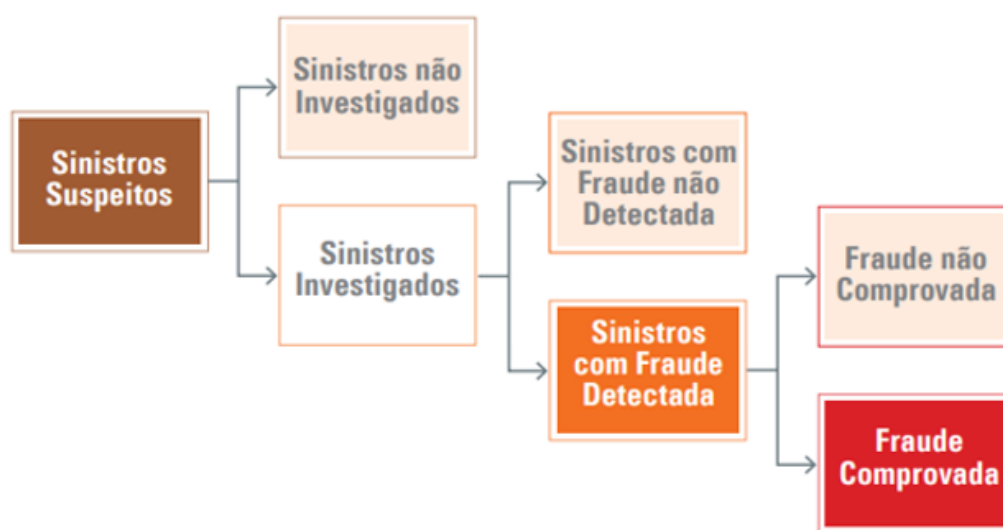 Sinistros
Suspeitos
Sinistros não
Investigados
Sinistros
Investigados
Sinistros com
Fraude não
Detectada
Sinistros
com Fraude
Detectada
Fraude não
Comprovada
Fraude
Comprovada